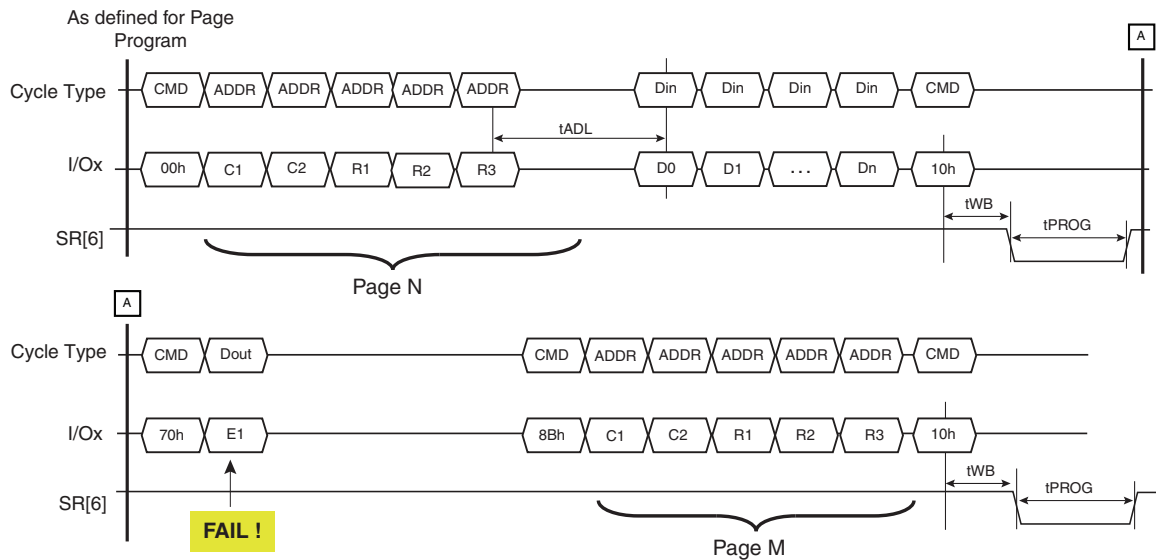 As defined for Page
Program
A
Cycle Type CMD ADDR ADDR ADDR ADDR ADDR Din Din Din Din CMD
tADL
I/Ox 00h C1 C2 R1 R2 R3 D0 D1 ... Dn 10h
tWB
tPROG
SR[6]
Page N
A
Cycle Type CMD Dout CMD ADDR ADDR ADDR ADDR ADDR CMD
I/Ox 70h E1 8Bh C1 C2 R1 R2 R3 10h
tWB
tPROG
SR[6]
FAIL !
Page M